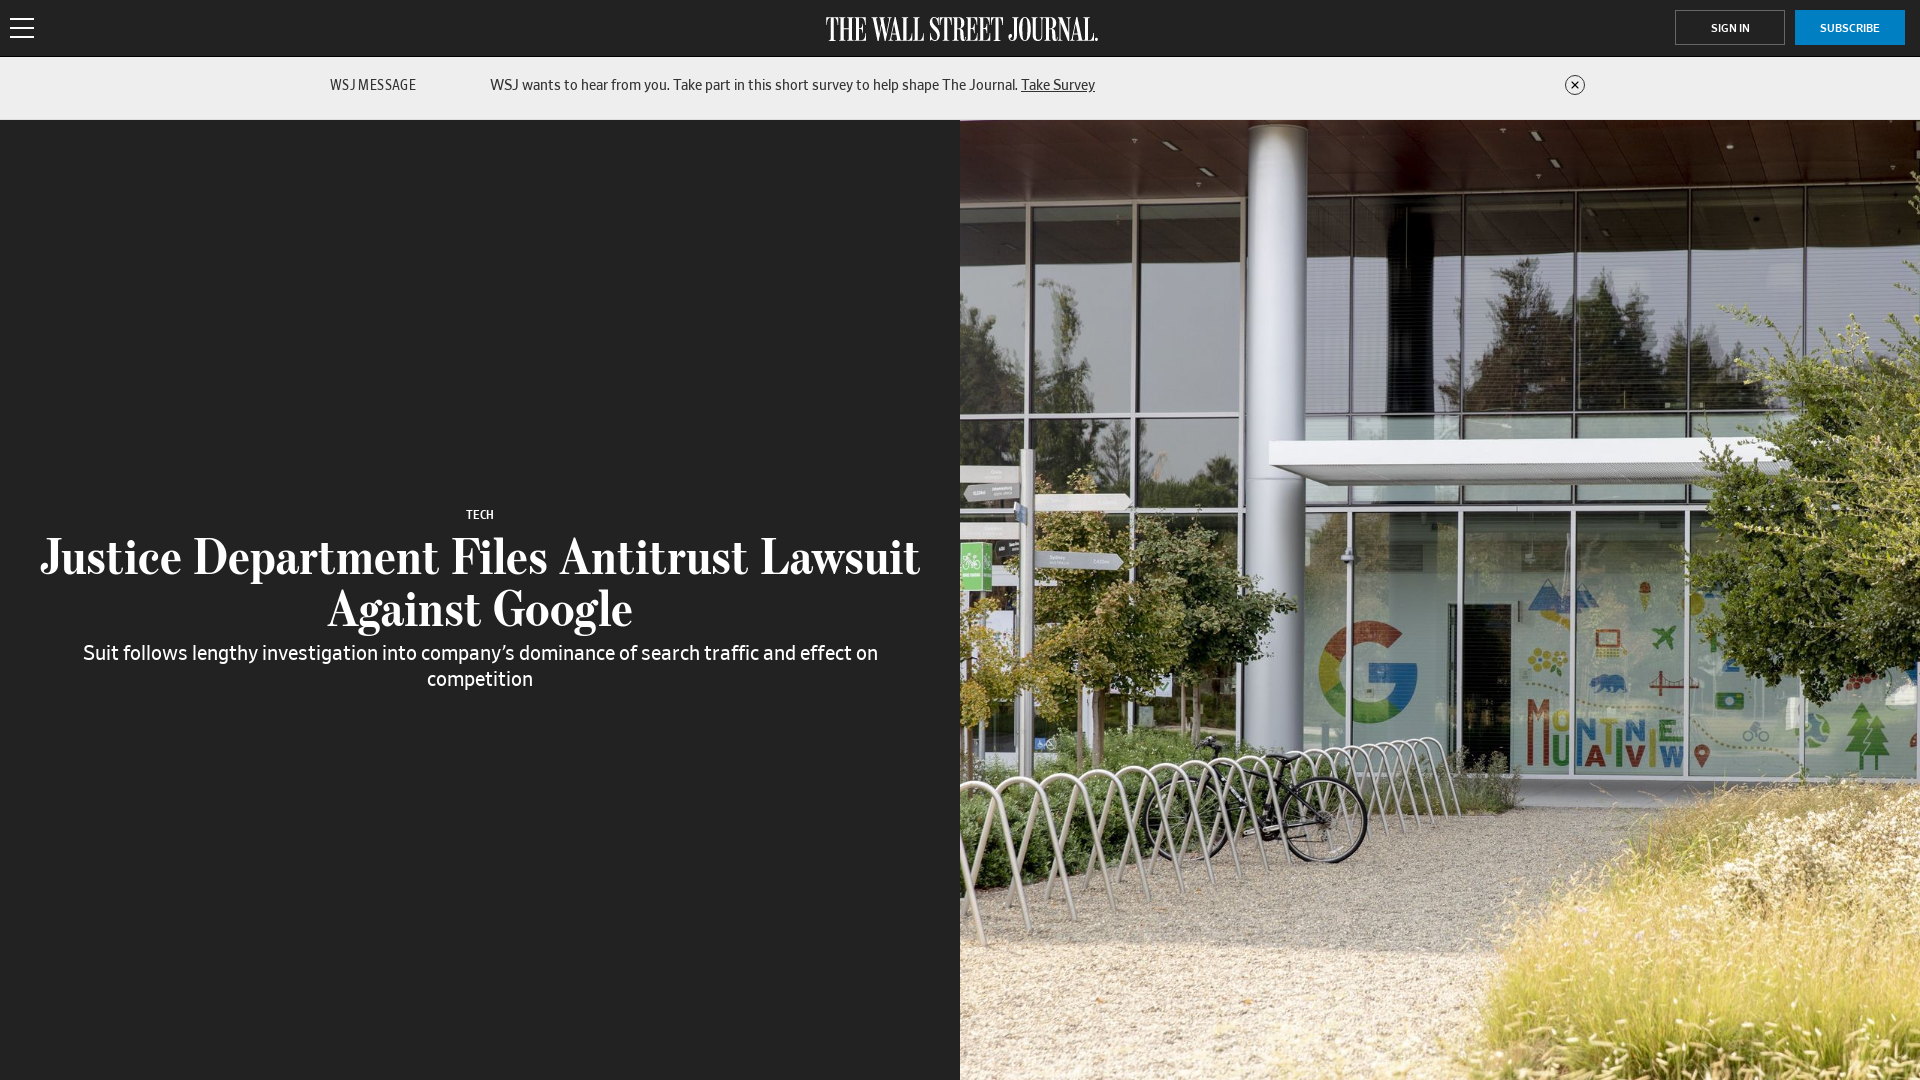 THE WALL STREET JOURNAL.
SIGN IN
SUBSCRIBE
WSJ MESSAGE
WSJ wants to hear from you. Take part in this short survey to help shape The Journal. Take Survey
TECH
Justice Department Files Antitrust Lawsuit
Against Google
Suit follows lengthy investigation into company’s dominance of search traffic and effect on
competition
G
MOUNTAIN VIEW